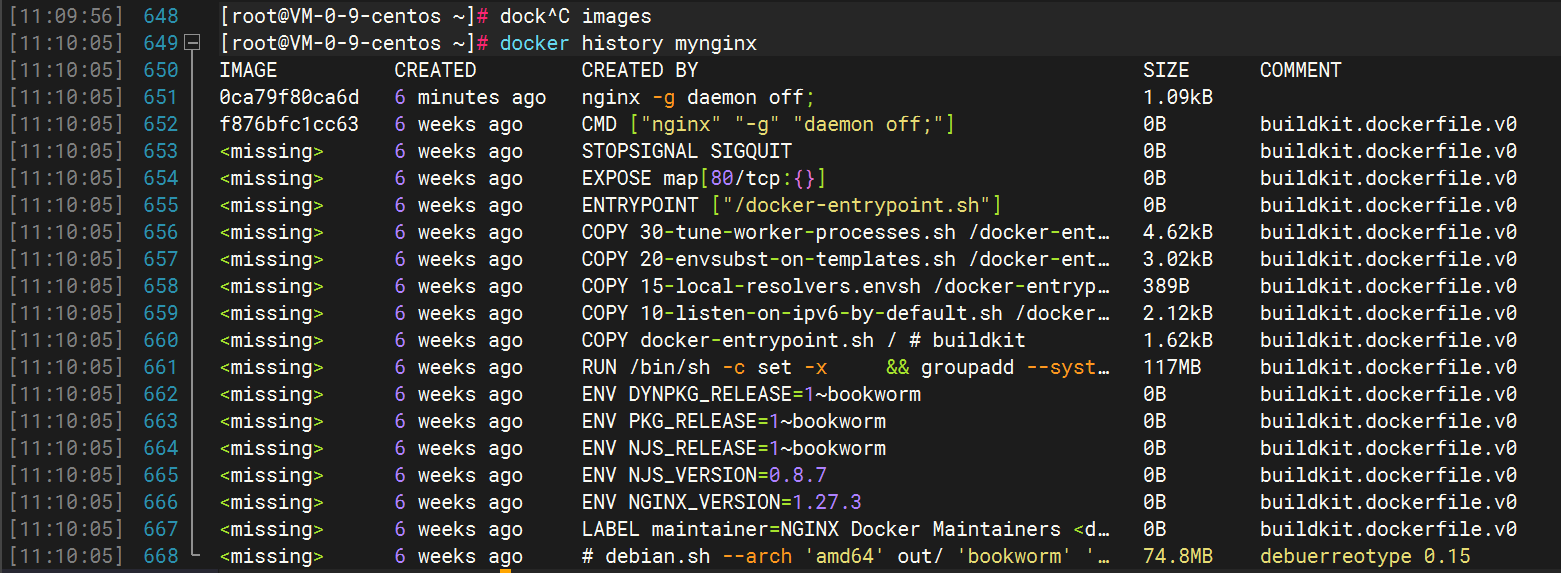 [11:09:56] 648 [root@VM-0-9-centos ~]# dock^C images
[11:10:05] 649 [root@VM-0-9-centos ~]# docker history mynginx
[11:10:05] 650 IMAGE CREATED CREATED BY SIZE COMMENT
[11:10:05] 651 0ca79f80ca6d 6 minutes ago nginx -g daemon off; 1.09kB
[11:10:05] 652 f876bfc1cc63 6 weeks ago CMD ["nginx" "-g" "daemon off;"] 0B buildkit.dockerfile.v0
[11:10:05] 653 <missing> 6 weeks ago STOPSIGNAL SIGQUIT 0B buildkit.dockerfile.v0
[11:10:05] 654 <missing> 6 weeks ago EXPOSE map[80/tcp:{}] 0B buildkit.dockerfile.v0
[11:10:05] 655 <missing> 6 weeks ago ENTRYPOINT ["/docker-entrypoint.sh"] 0B buildkit.dockerfile.v0
[11:10:05] 656 <missing> 6 weeks ago COPY 30-tune-worker-processes.sh /docker-ent… 4.62kB buildkit.dockerfile.v0
[11:10:05] 657 <missing> 6 weeks ago COPY 20-envsubst-on-templates.sh /docker-ent… 3.02kB buildkit.dockerfile.v0
[11:10:05] 658 <missing> 6 weeks ago COPY 15-local-resolvers.envsh /docker-entryp… 389B buildkit.dockerfile.v0
[11:10:05] 659 <missing> 6 weeks ago COPY 10-listen-on-ipv6-by-default.sh /docker… 2.12kB buildkit.dockerfile.v0
[11:10:05] 660 <missing> 6 weeks ago COPY docker-entrypoint.sh / # buildkit 1.62kB buildkit.dockerfile.v0
[11:10:05] 661 <missing> 6 weeks ago RUN /bin/sh -c set -x     && groupadd --syst… 117MB buildkit.dockerfile.v0
[11:10:05] 662 <missing> 6 weeks ago ENV DYNPKG_RELEASE=1~bookworm 0B buildkit.dockerfile.v0
[11:10:05] 663 <missing> 6 weeks ago ENV PKG_RELEASE=1~bookworm 0B buildkit.dockerfile.v0
[11:10:05] 664 <missing> 6 weeks ago ENV NJS_RELEASE=1~bookworm 0B buildkit.dockerfile.v0
[11:10:05] 665 <missing> 6 weeks ago ENV NJS_VERSION=0.8.7 0B buildkit.dockerfile.v0
[11:10:05] 666 <missing> 6 weeks ago ENV NGINX_VERSION=1.27.3 0B buildkit.dockerfile.v0
[11:10:05] 667 <missing> 6 weeks ago LABEL maintainer=NGINX Docker Maintainers <d… 0B buildkit.dockerfile.v0
[11:10:05] 668 <missing> 6 weeks ago # debian.sh --arch 'amd64' out/ 'bookworm' '… 74.8MB debuerreotype 0.15